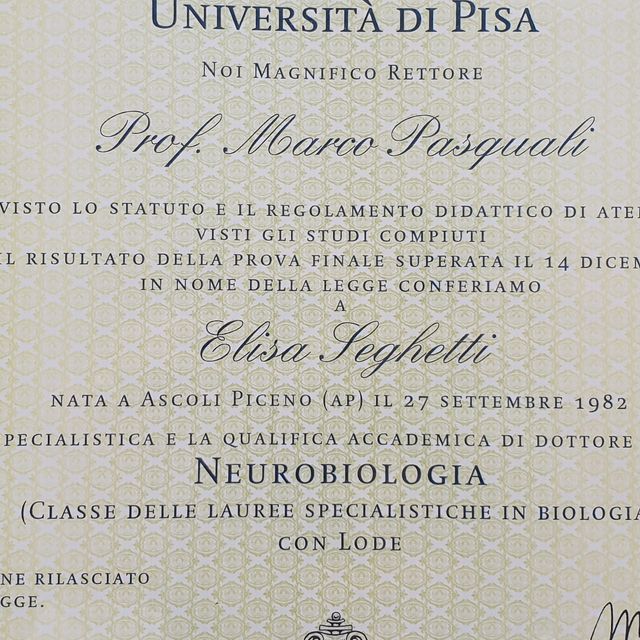 UNIVERSITÀ DI PISA
NOI MAGNIFICO RETTORE
Prof. Marco Pasquali
VISTO LO STATUTO E IL REGOLAMENTO DIDATTICO DI ATE
VISTI GLI STUDI COMPIUTI
IL RISULTATO DELLA PROVA FINALE SUPERATA IL 14 DICEM
IN NOME DELLA LEGGE CONFERIAMO
A
Elisa Seghetti
NATA A ASCOLI PICENO (AP) IL 27 SETTEMBRE 1982
PECIALISTICA E LA QUALIFICA ACCADEMICA DI DOTTORE
NEUROBIOLOGIA
(CLASSE DELLE LAUREE SPECIALISTICHE IN BIOLOGIA
CON LODE
NE RILASCIATO
GGE.